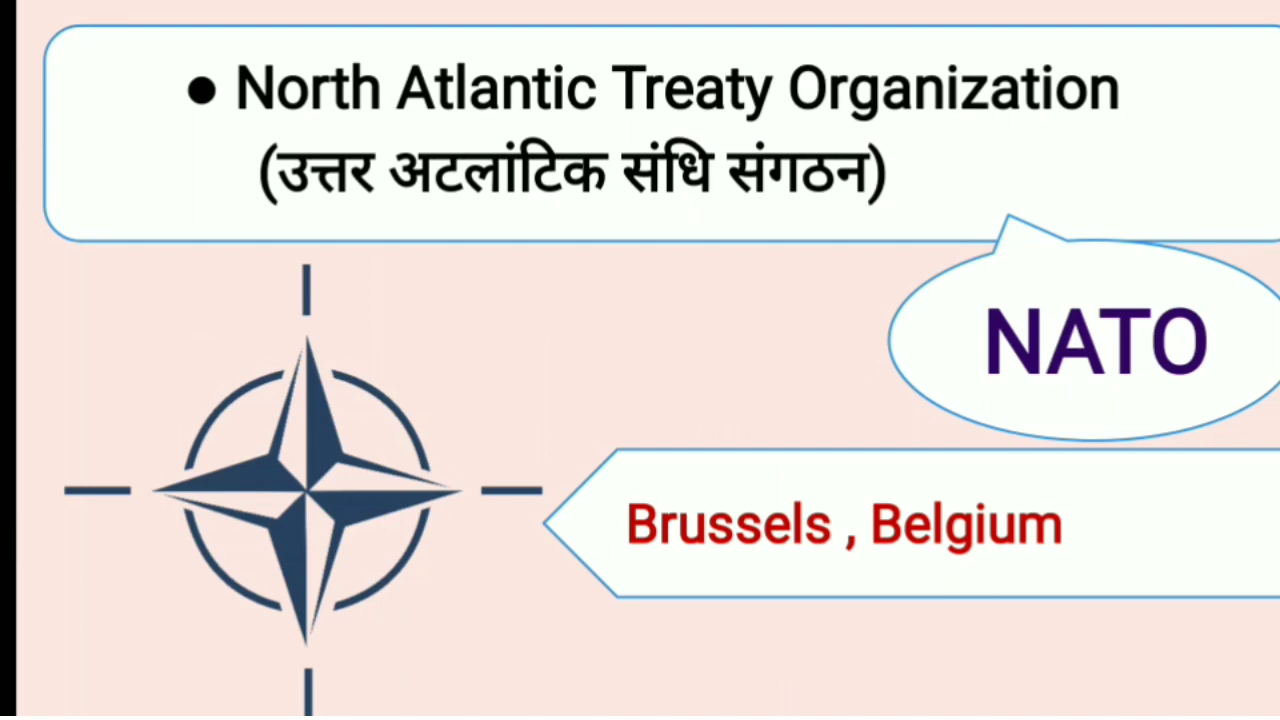 ● North Atlantic Treaty Organization
(उत्तर अटलांटिक संधि संगठन)
NATO
Brussels , Belgium